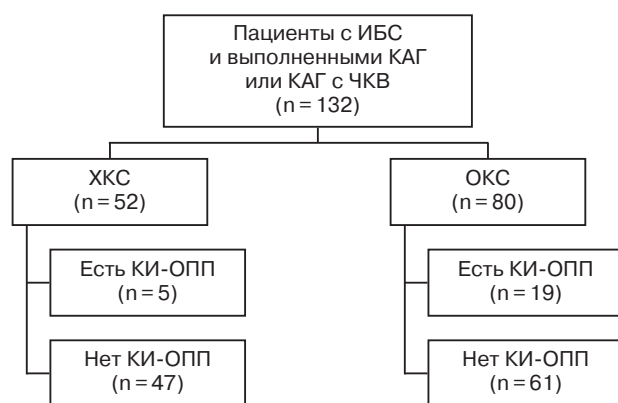 Пациенты с ИБС
и выполненными КАГ
или КАГ с ЧКВ
(n = 132)
ХКС
(n = 52)
ОКС
(n = 80)
Есть КИ-ОПП
(n = 5)
Есть КИ-ОПП
(n = 19)
Нет КИ-ОПП
(n = 47)
Нет КИ-ОПП
(n = 61)